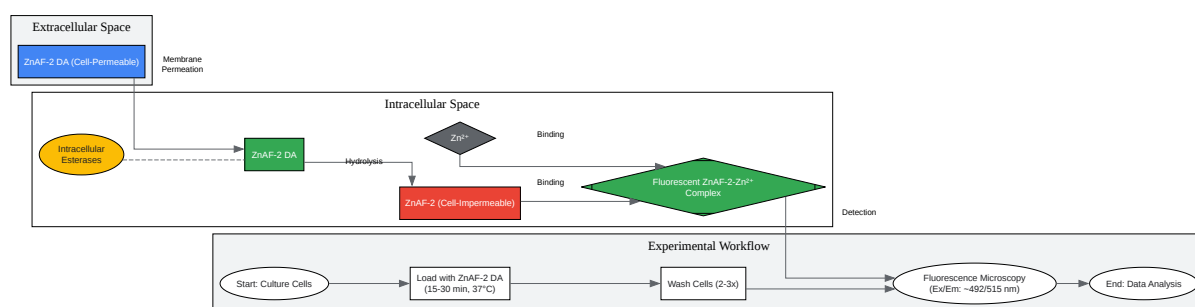 Extracellular Space
ZnAF-2 DA (Cell-Permeable)
Membrane
Permeation
Intracellular Space
Intracellular
Esterases
ZnAF-2 DA
Hydrolysis
Zn²⁺
Binding
ZnAF-2 (Cell-Impermeable)
Binding
Fluorescent ZnAF-2-Zn²⁺
Complex
Detection
Experimental Workflow
Start: Culture Cells
Load with ZnAF-2 DA
(15-30 min, 37°C)
Wash Cells (2-3x)
Fluorescence Microscopy
(Ex/Em: ~492/515 nm)
End: Data Analysis